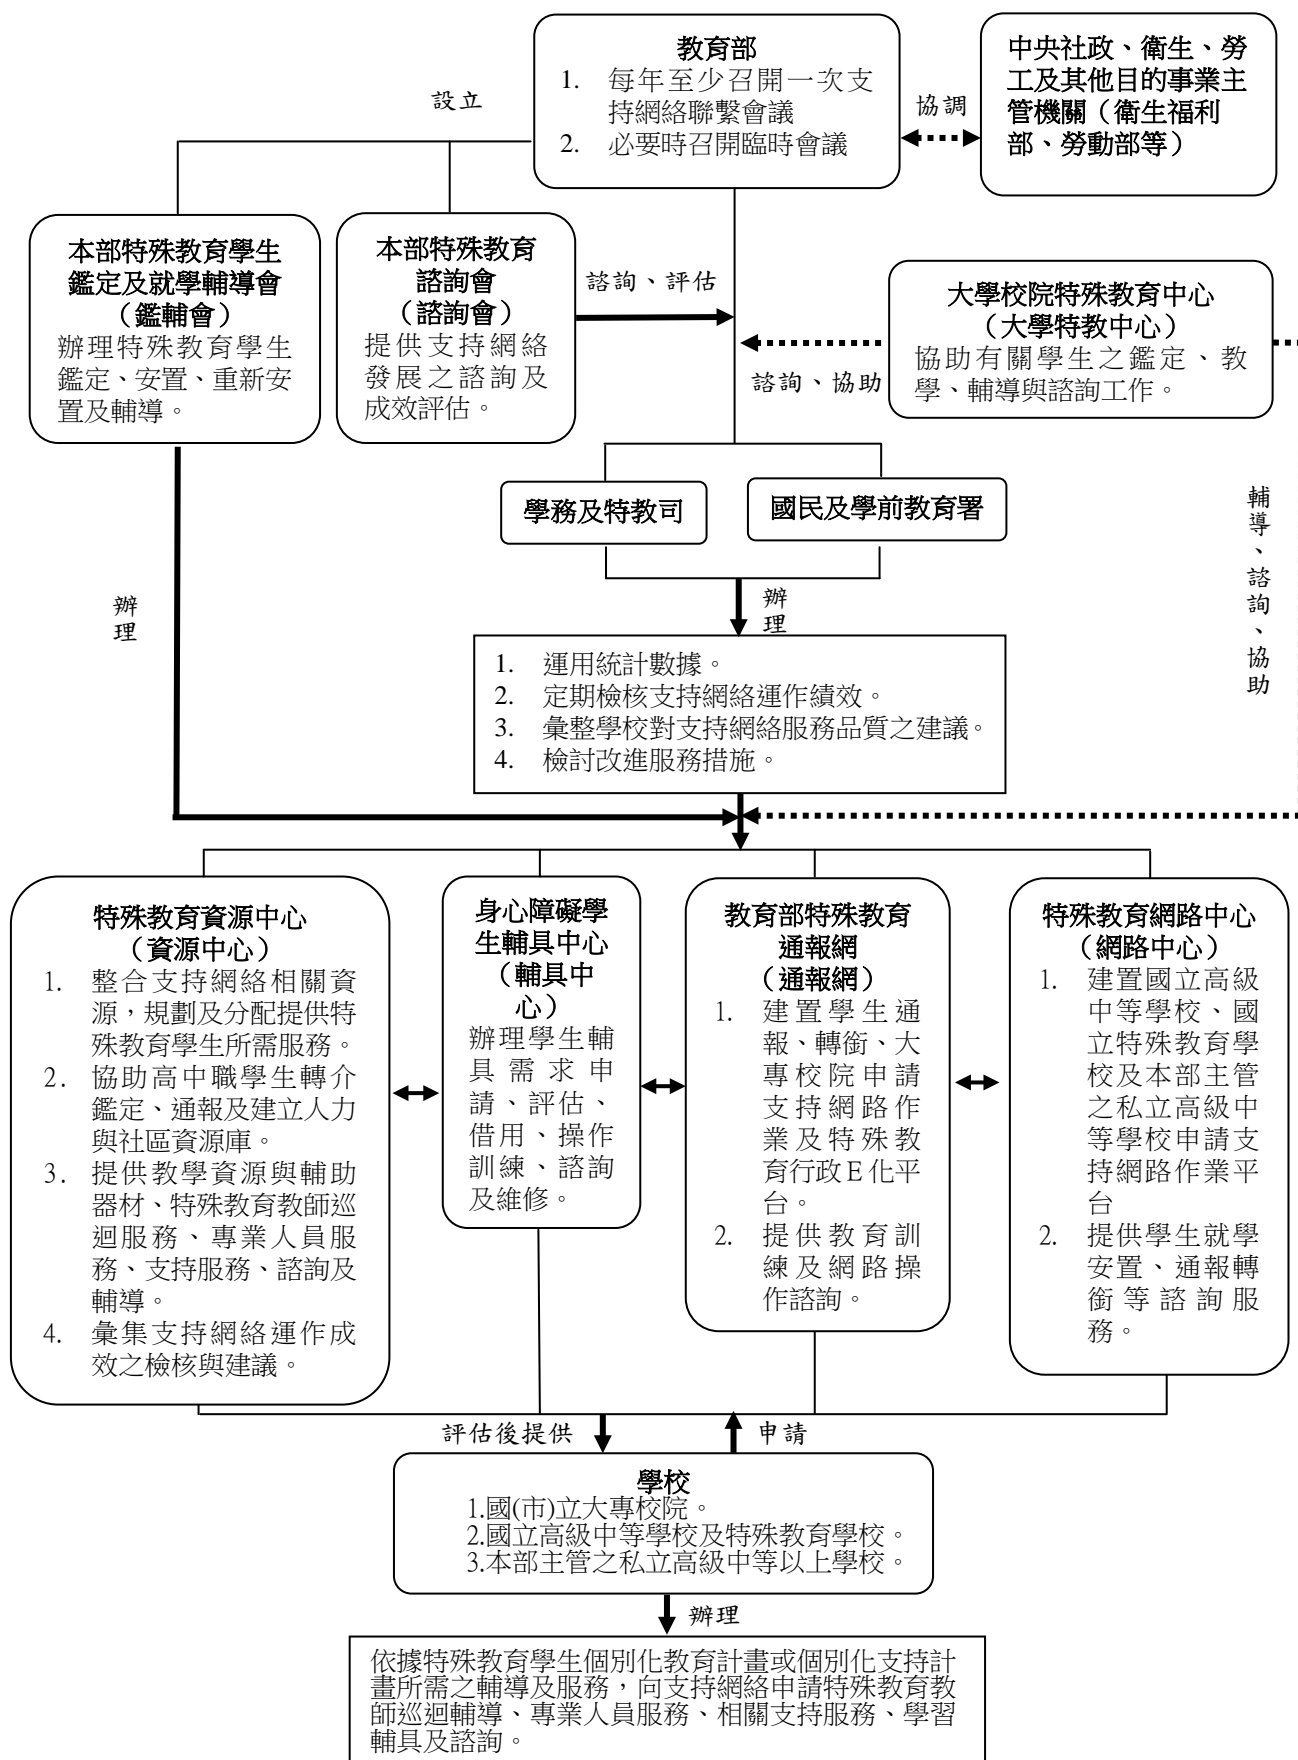 教育部
1. 每年至少召開一次支
持網絡聯繫會議
2. 必要時召開臨時會議
中央社政、衛生、勞
工及其他目的事業主
管機關（衛生福利
部、勞動部等）
設立
協調
本部特殊教育學生
鑑定及就學輔導會
（鑑輔會）
辦理特殊教育學生
鑑定、安置、重新安
置及輔導。
本部特殊教育
諮詢會
（諮詢會）
提供支持網絡
發展之諮詢及
成效評估。
諮詢、評估
大學校院特殊教育中心
（大學特教中心）
協助有關學生之鑑定、教
學、輔導與諮詢工作。
諮詢、協助
學務及特教司
國民及學前教育署
輔導、諮詢、協助
辦理
辦理
1. 運用統計數據。
2. 定期檢核支持網絡運作績效。
3. 彙整學校對支持網絡服務品質之建議。
4. 檢討改進服務措施。
特殊教育資源中心
（資源中心）
1. 整合支持網絡相關資
源，規劃及分配提供特
殊教育學生所需服務。
2. 協助高中職學生轉介
鑑定、通報及建立人力
與社區資源庫。
3. 提供教學資源與輔助
器材、特殊教育教師巡
迴服務、專業人員服
務、支持服務、諮詢及
輔導。
4. 彙集支持網絡運作成
效之檢核與建議。
身心障礙學
生輔具中心
（輔具中
心）
辦理學生輔
具需求申
請、評估、
借用、操作
訓練、諮詢
及維修。
教育部特殊教育
通報網
（通報網）
1. 建置學生通
報、轉銜、大
專校院申請
支持網路作
業及特殊教
育行政E化平
台。
2. 提供教育訓
練及網路操
作諮詢。
特殊教育網路中心
（網路中心）
1. 建置國立高級
中等學校、國
立特殊教育學
校及本部主管
之私立高級中
等學校申請支
持網路作業平
台
2. 提供學生就學
安置、通報轉
銜等諮詢服
務。
評估後提供
申請
學校
1.國(市)立大專校院。
2.國立高級中等學校及特殊教育學校。
3.本部主管之私立高級中等以上學校。
辦理
依據特殊教育學生個別化教育計畫或個別化支持計
畫所需之輔導及服務，向支持網絡申請特殊教育教
師巡迴輔導、專業人員服務、相關支持服務、學習
輔具及諮詢。